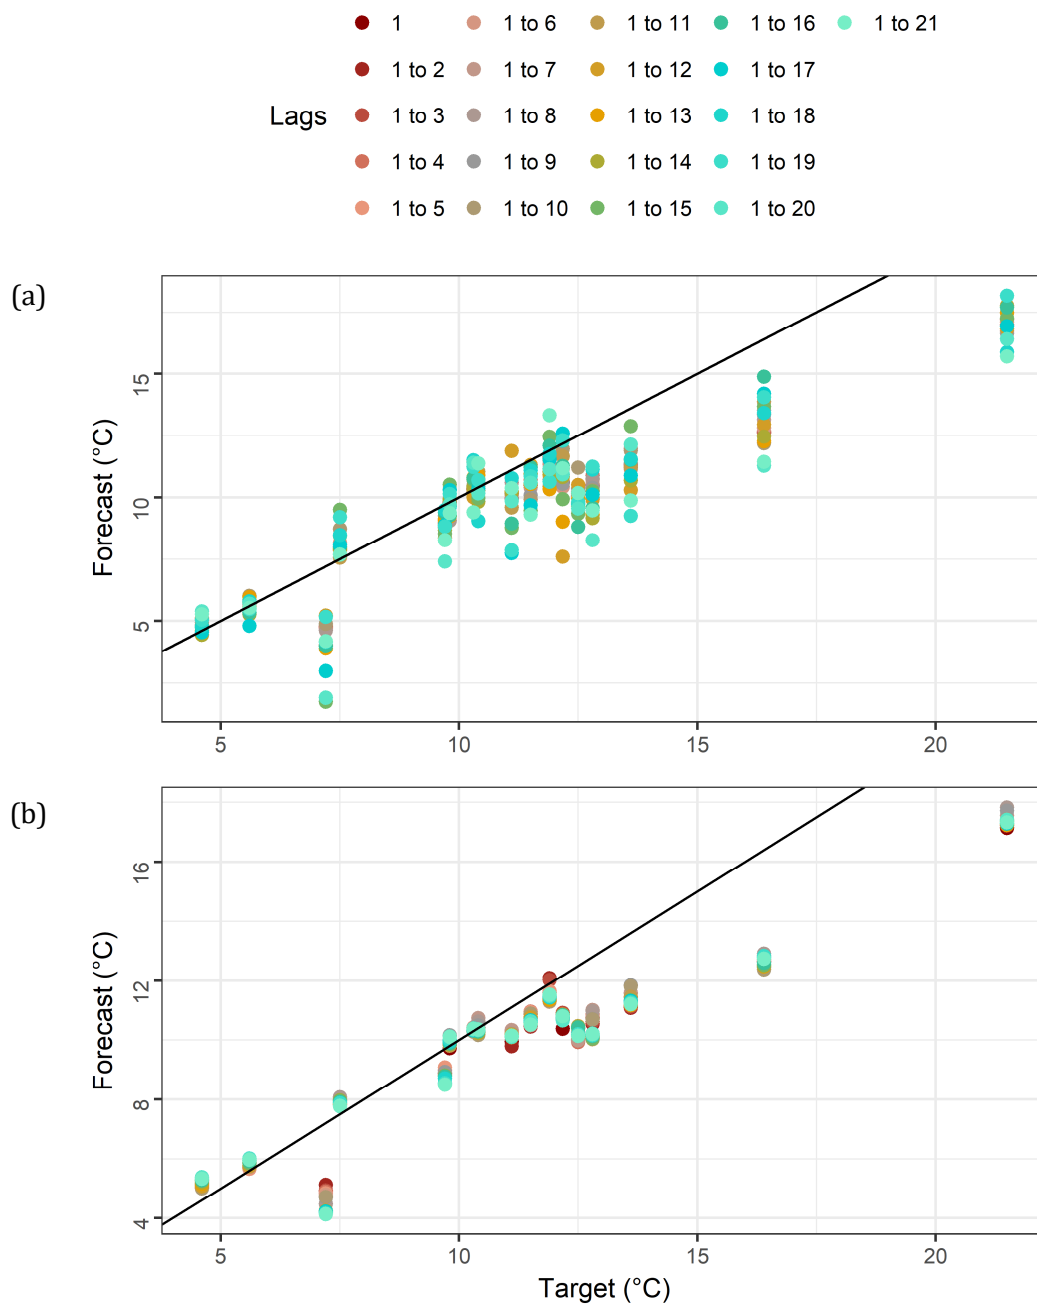 1
1 to 6
1 to 11
1 to 16
1 to 21
1 to 2
1 to 7
1 to 12
1 to 17
Lags
1 to 3
1 to 8
1 to 13
1 to 18
1 to 4
1 to 9
1 to 14
1 to 19
1 to 5
1 to 10
1 to 15
1 to 20
(a)
Forecast (°C)
15
10
5
5
10
15
20
(b)
Forecast (°C)
16
12
8
4
5
10
15
20
Target (°C)